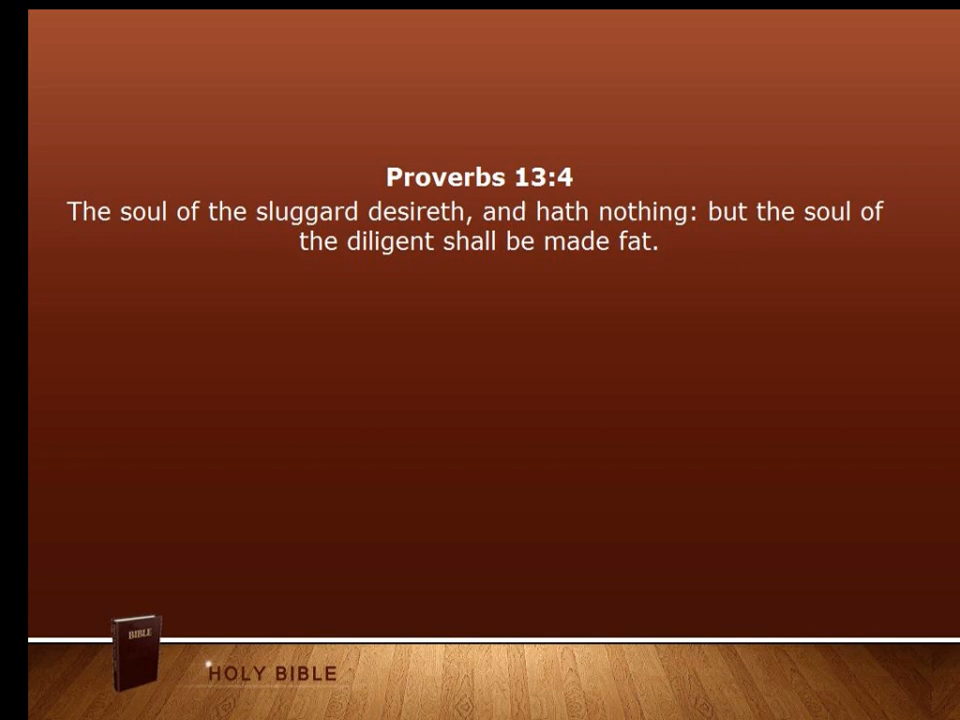 Proverbs 13:4
The soul of the sluggard desireth, and hath nothing: but the soul of
the diligent shall be made fat.
BIBLE
HOLY BIBLE